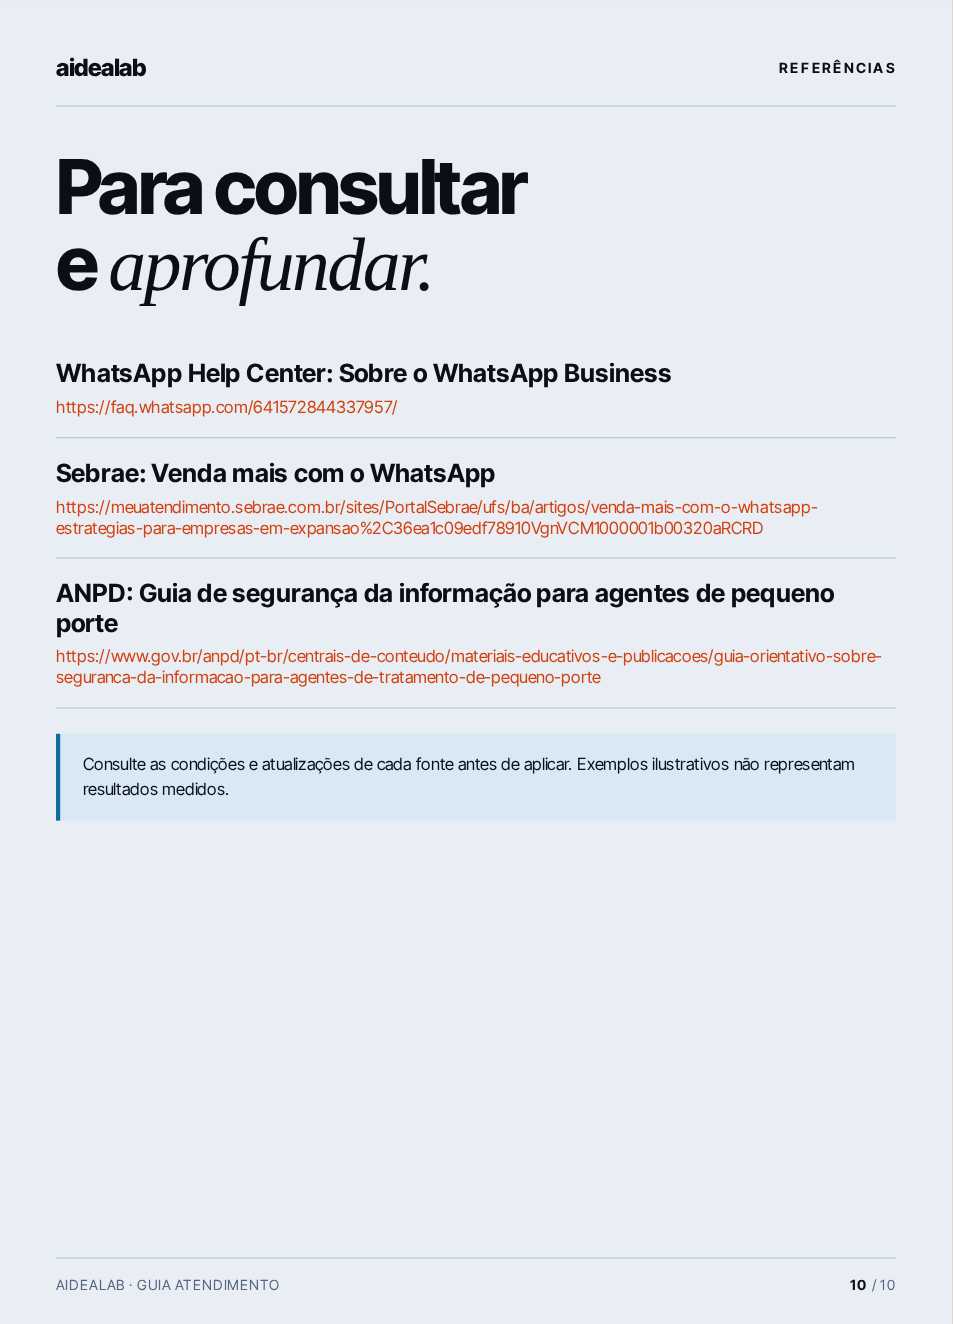 aidealab
REFERÊNCIAS
Para consultar
e aprofundar.
WhatsApp Help Center: Sobre o WhatsApp Business
https://faq.whatsapp.com/641572844337957/
Sebrae: Venda mais com o WhatsApp
https://meuatendimento.sebrae.com.br/sites/PortalSebrae/ufs/ba/artigos/venda-mais-com-o-whatsapp-
estrategias-para-empresas-em-expansao%2C36ea1c09edf78910VgnVCM1000001b00320aRCRD
ANPD: Guia de segurança da informação para agentes de pequeno
porte
https://www.gov.br/anpd/pt-br/centrais-de-conteudo/materiais-educativos-e-publicacoes/guia-orientativo-sobre-
seguranca-da-informacao-para-agentes-de-tratamento-de-pequeno-porte
Consulte as condições e atualizações de cada fonte antes de aplicar. Exemplos ilustrativos não representam
resultados medidos.
AIDEALAB · GUIA ATENDIMENTO
10 / 10